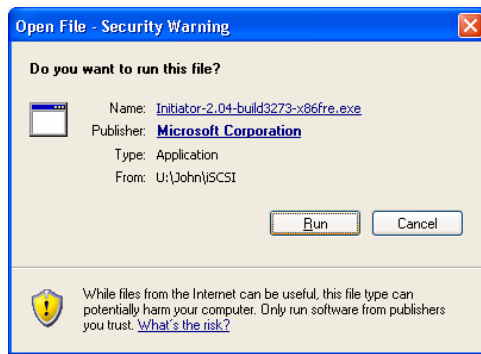 Open File - Security Warning
Do you want to run this file?
Name: Initiator-2.04-build3273-x86fre.exe
Publisher: Microsoft Corporation
Type: Application
From: U:\John\iSCSI
Run Cancel
While files from the Internet can be useful, this file type can
potentially harm your computer. Only run software from publishers
you trust. What's the risk?